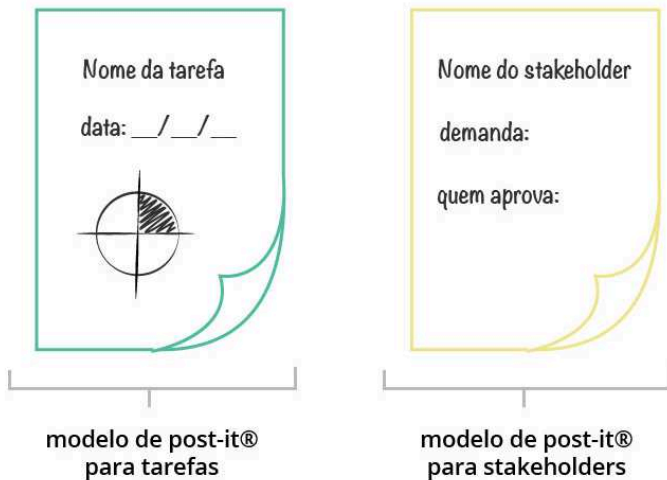 Nome da tarefa
data: __/__/__
modelo de post-it®
para tarefas
Nome do stakeholder
demanda:
quem aprova:
modelo de post-it®
para stakeholders